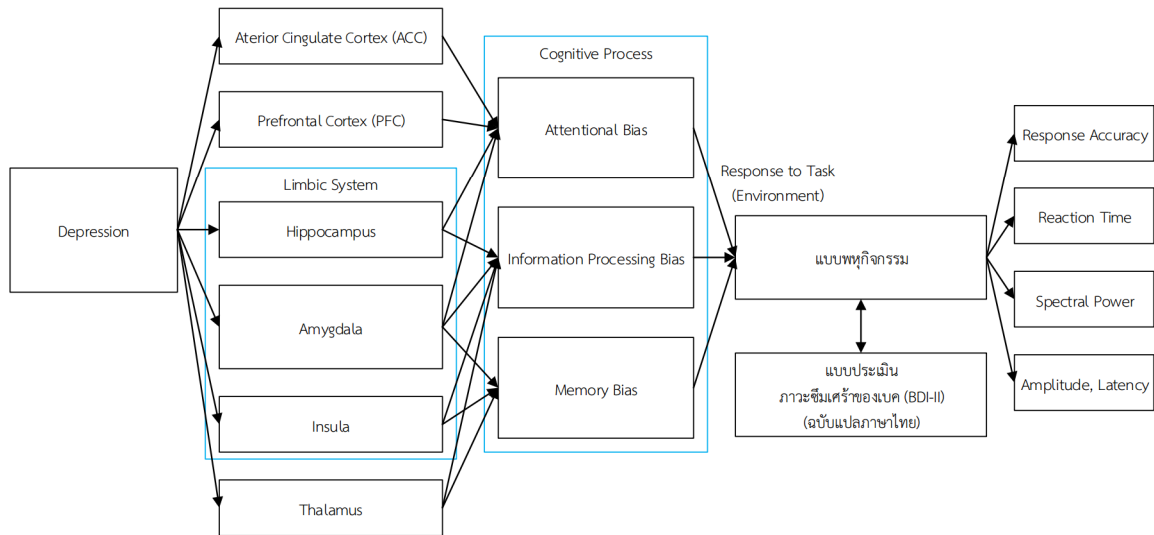 Aterior Cingulate Cortex (ACC)
Prefrontal Cortex (PFC)
Depression
Limbic System
Hippocampus
Amygdala
Insula
Thalamus
Cognitive Process
Attentional Bias
Information Processing Bias
Memory Bias
Response to Task
(Environment)
แบบพหุกิจกรรม
แบบประเมิน
ภาวะซึมเศร้าของเบค (BDI-II)
(ฉบับแปลภาษาไทย)
Response Accuracy
Reaction Time
Spectral Power
Amplitude, Latency